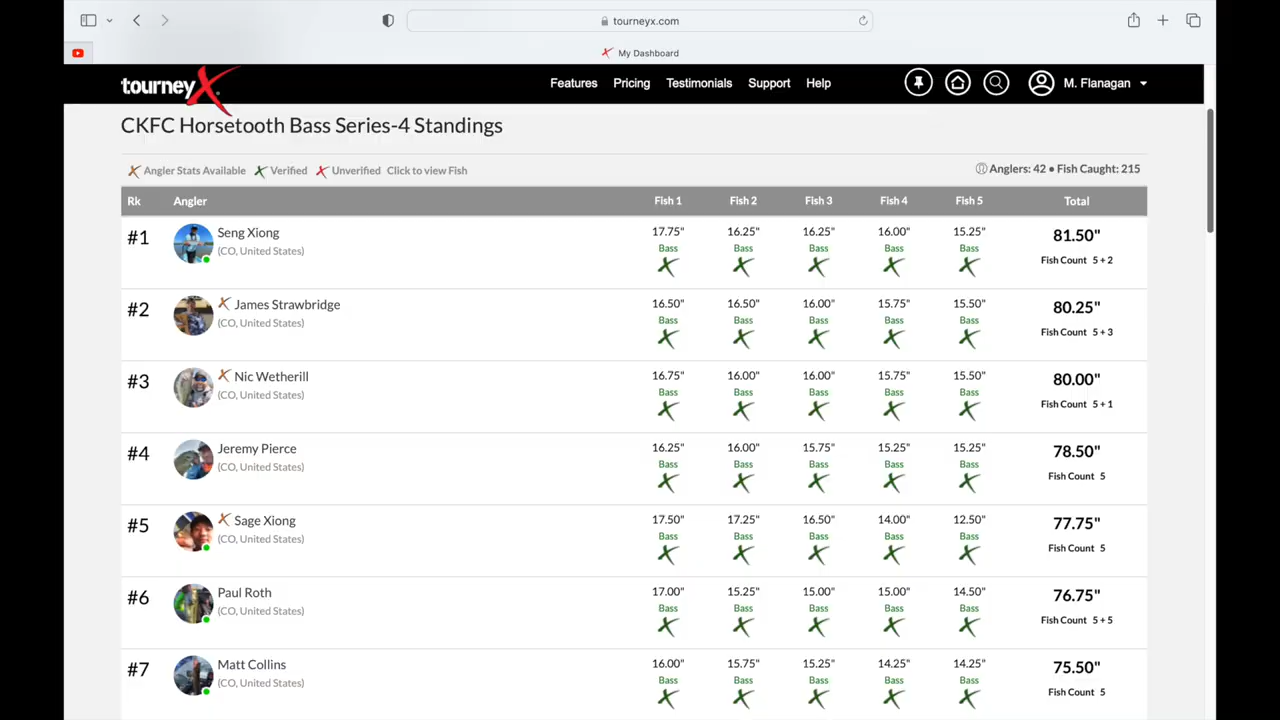 tourneyx.com
My Dashboard
tourneyX
Features Pricing Testimonials Support Help M. Flanagan
CKFC Horsetooth Bass Series-4 Standings
Angler Stats Available Verified Unverified Click to view Fish Anglers: 42 • Fish Caught: 215
Rk Angler Fish 1 Fish 2 Fish 3 Fish 4 Fish 5 Total
#1 Seng Xiong 17.75" 16.25" 16.25" 16.00" 15.25" 81.50"
(CO, United States) Bass Bass Bass Bass Bass Fish Count 5 + 2
#2 James Strawbridge 16.50" 16.50" 16.00" 15.75" 15.50" 80.25"
(CO, United States) Bass Bass Bass Bass Bass Fish Count 5 + 3
#3 Nic Wetherill 16.75" 16.00" 16.00" 15.75" 15.50" 80.00"
(CO, United States) Bass Bass Bass Bass Bass Fish Count 5 + 1
#4 Jeremy Pierce 16.25" 16.00" 15.75" 15.25" 15.25" 78.50"
(CO, United States) Bass Bass Bass Bass Bass Fish Count 5
#5 Sage Xiong 17.50" 17.25" 16.50" 14.00" 12.50" 77.75"
(CO, United States) Bass Bass Bass Bass Bass Fish Count 5
#6 Paul Roth 17.00" 15.25" 15.00" 15.00" 14.50" 76.75"
(CO, United States) Bass Bass Bass Bass Bass Fish Count 5 + 5
#7 Matt Collins 16.00" 15.75" 15.25" 14.25" 14.25" 75.50"
(CO, United States) Bass Bass Bass Bass Bass Fish Count 5